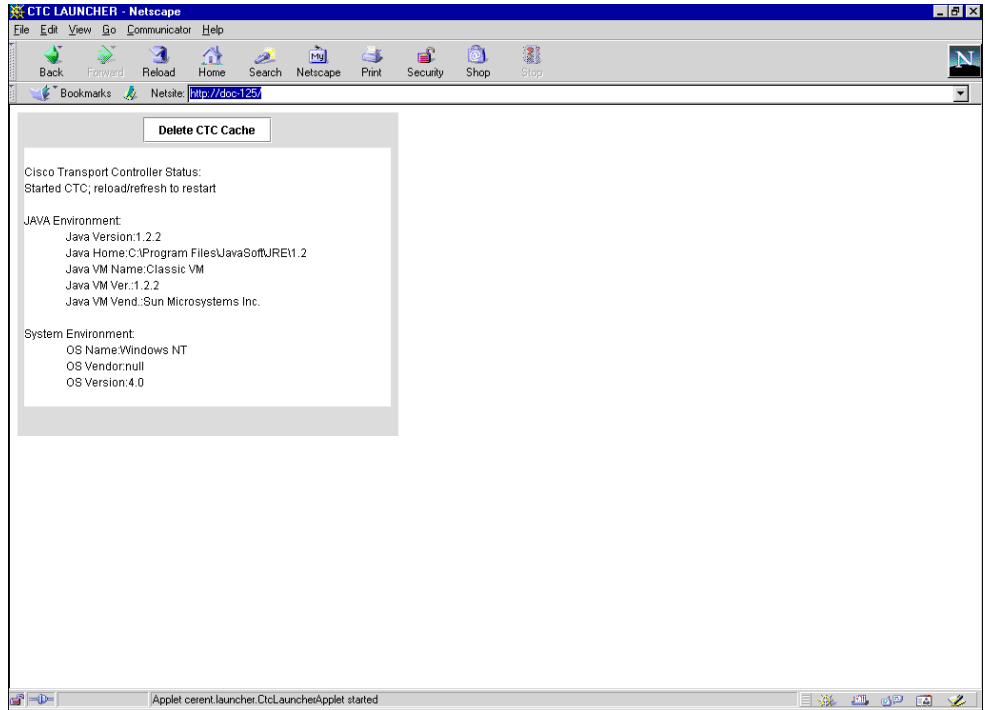 CTC LAUNCHER - Netscape
File Edit View Go Communicator Help
My
N
Back Forward Reload Home Search Netscape Print Security Shop Stop
Bookmarks Netsite: http://doc-125/
Delete CTC Cache
Cisco Transport Controller Status:
Started CTC; reload/refresh to restart
JAVA Environment:
Java Version:1.2.2
Java Home:C:\Program Files\JavaSoft\JRE\1.2
Java VM Name:Classic VM
Java VM Ver.:1.2.2
Java VM Vend.:Sun Microsystems Inc.
System Environment:
OS Name:Windows NT
OS Vendor:null
OS Version:4.0
Applet cerent.launcher.CtcLauncherApplet started